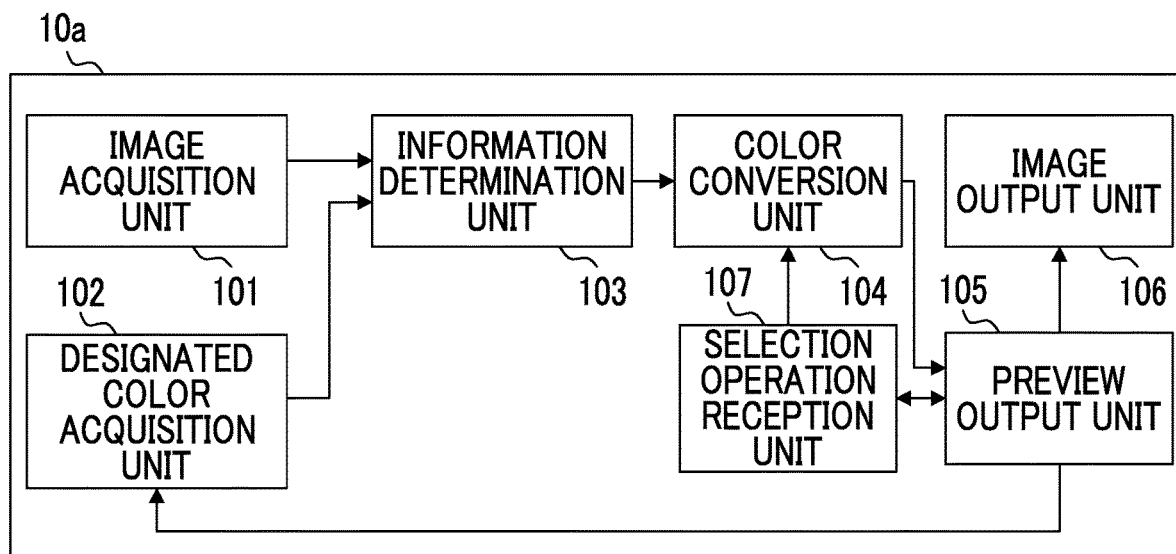 10a
IMAGE
ACQUISITION
UNIT
101
INFORMATION
DETERMINATION
UNIT
103
COLOR
CONVERSION
UNIT
104
IMAGE
OUTPUT UNIT
106
102
DESIGNATED
COLOR
ACQUISITION
UNIT
107
SELECTION
OPERATION
RECEPTION
UNIT
105
PREVIEW
OUTPUT UNIT